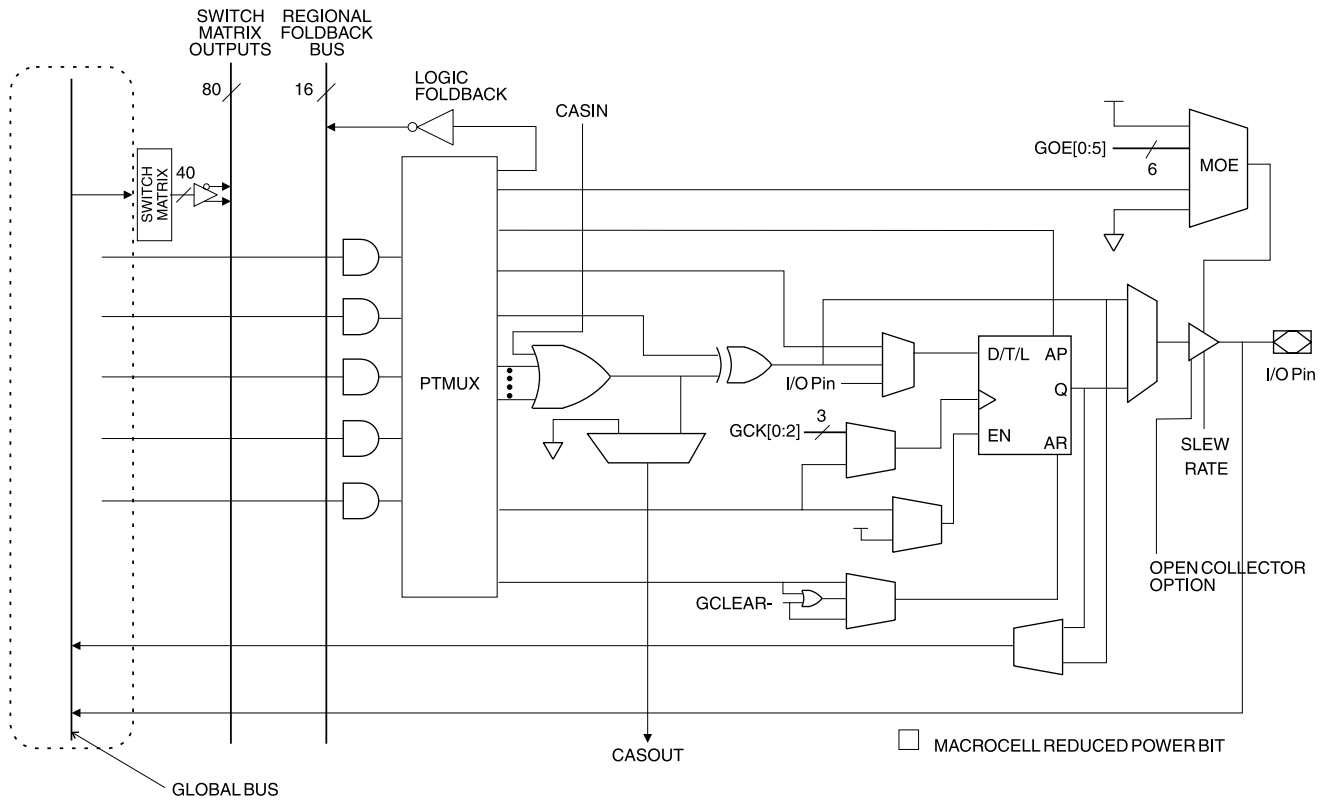 SWITCH
MATRIX
OUTPUTS
REGIONAL
FOLDBACK
BUS
80
16
LOGIC
FOLDBACK
CASIN
GOE[0:5]
6
MOE
SWITCH
MATRIX
40
PTMUX
I/O Pin
D/T/L AP
Q
EN
AR
I/O Pin
GCK[0:2]
3
SLEW
RATE
OPEN COLLECTOR
OPTION
GCLEAR-
CASOUT
MACROCELL REDUCED POWER BIT
GLOBAL BUS